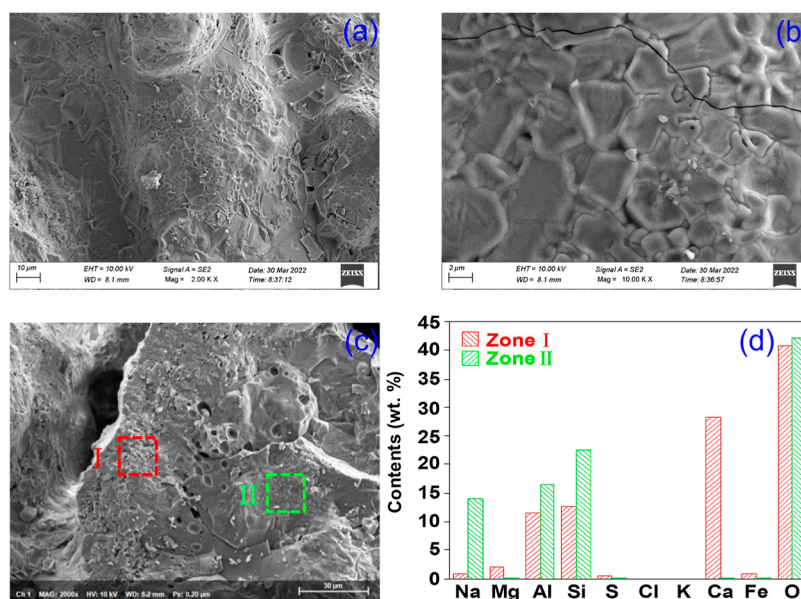 (a)
10 µm
EHT = 10.00 kV
Signal A = SE2
Date: 30 Mar 2022
WD = 8.1 mm
Mag = 2.00 K X
Time: 8:37:12
ZEISS
(b)
2 µm
EHT = 10.00 kV
Signal A = SE2
Date: 30 Mar 2022
WD = 8.1 mm
Mag = 10.00 K X
Time: 8:36:57
ZEISS
(c)
I
II
Ch 1 MAG: 2000x HV: 10 kV WD: 8.2 mm Px: 0.20 µm
30 µm
(d)
Zone I
Zone II
Contents (wt. %)
45
40
35
30
25
20
15
10
5
0
Na Mg Al Si S Cl K Ca Fe O